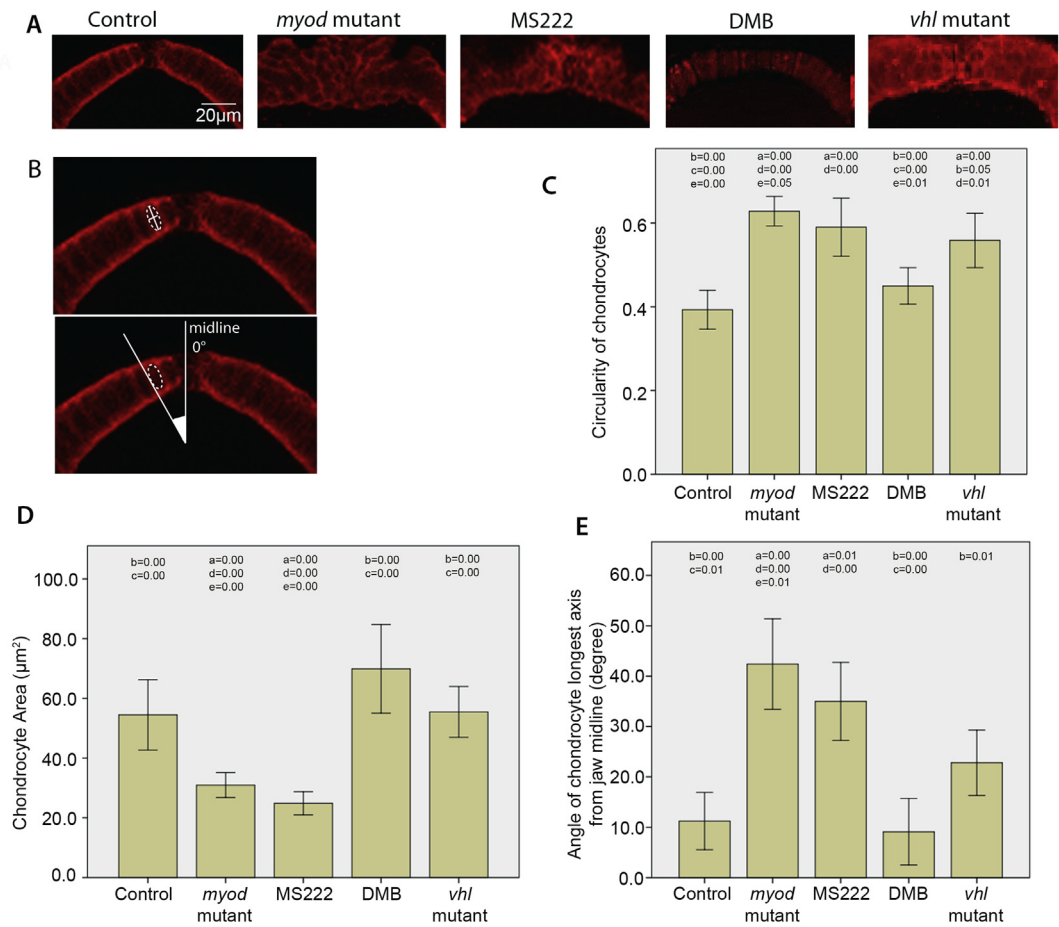 A
Control
myod mutant
MS222
DMB
vhl mutant
20μm
B
midline
0°
C
b=0.00
c=0.00
e=0.00
a=0.00
d=0.00
e=0.05
a=0.00
d=0.00
b=0.00
c=0.00
e=0.01
a=0.00
b=0.05
d=0.01
Circularity of chondrocytes
0.6
0.4
0.2
0.0
Control
myod
mutant
MS222
DMB
vhl
mutant
D
b=0.00
c=0.00
a=0.00
d=0.00
e=0.00
a=0.00
d=0.00
e=0.00
b=0.00
c=0.00
b=0.00
c=0.00
Chondrocyte Area (μm²)
100.0
80.0
60.0
40.0
20.0
0.0
Control
myod
mutant
MS222
DMB
vhl
mutant
E
b=0.00
c=0.01
a=0.00
d=0.00
e=0.01
a=0.01
d=0.00
b=0.00
c=0.00
b=0.01
Angle of chondrocyte longest axis
from jaw midline (degree)
60.0
50.0
40.0
30.0
20.0
10.0
0.0
Control
myod
mutant
MS222
DMB
vhl
mutant